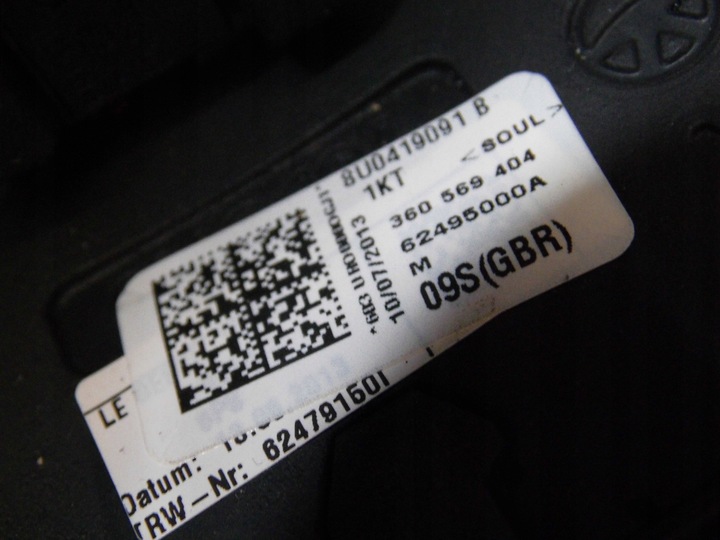 8U0419091 B
1KT <SOUL>
360 569 404
62495000A
M
09S(GBR)
10/07/2013
LE
Datum:
TRW-Nr: 62479150I